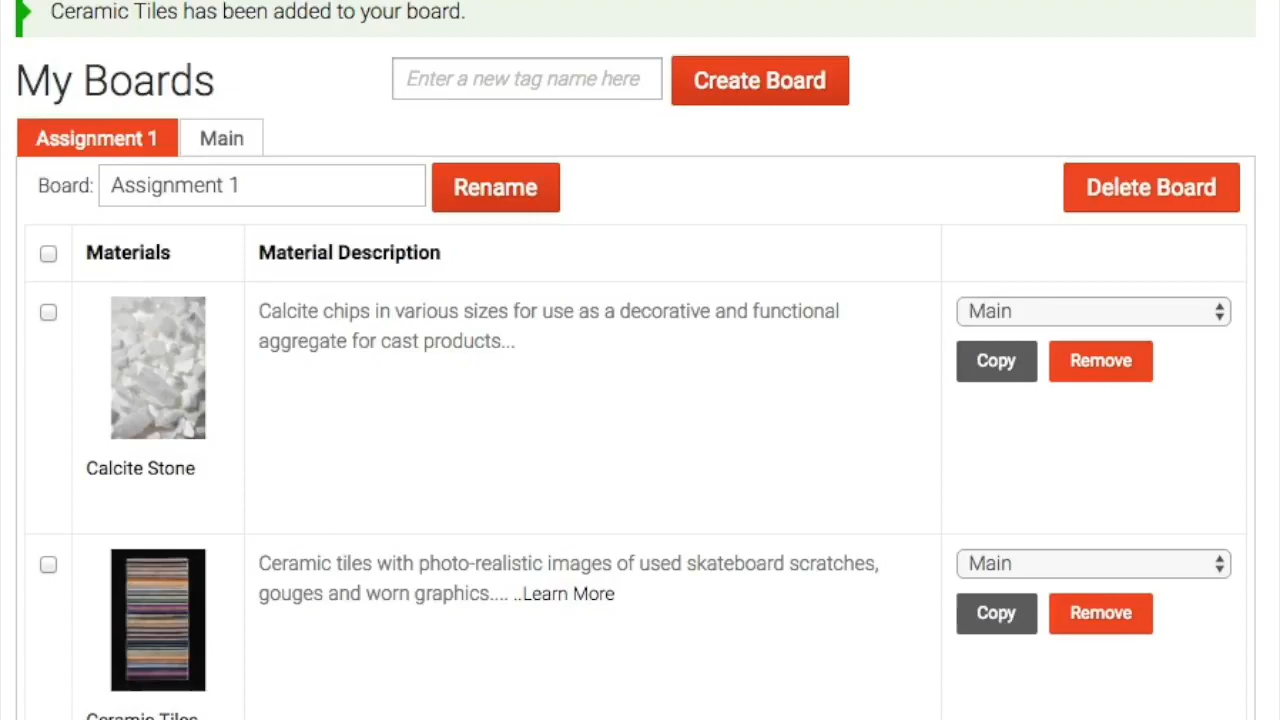 Ceramic Tiles has been added to your board.
My Boards
Enter a new tag name here
Create Board
Assignment 1
Main
Board:
Assignment 1
Rename
Delete Board
Materials
Material Description
Calcite chips in various sizes for use as a decorative and functional
aggregate for cast products...
Main
Copy
Remove
Calcite Stone
Ceramic tiles with photo-realistic images of used skateboard scratches,
gouges and worn graphics.... ..Learn More
Main
Copy
Remove
Ceramic Tiles